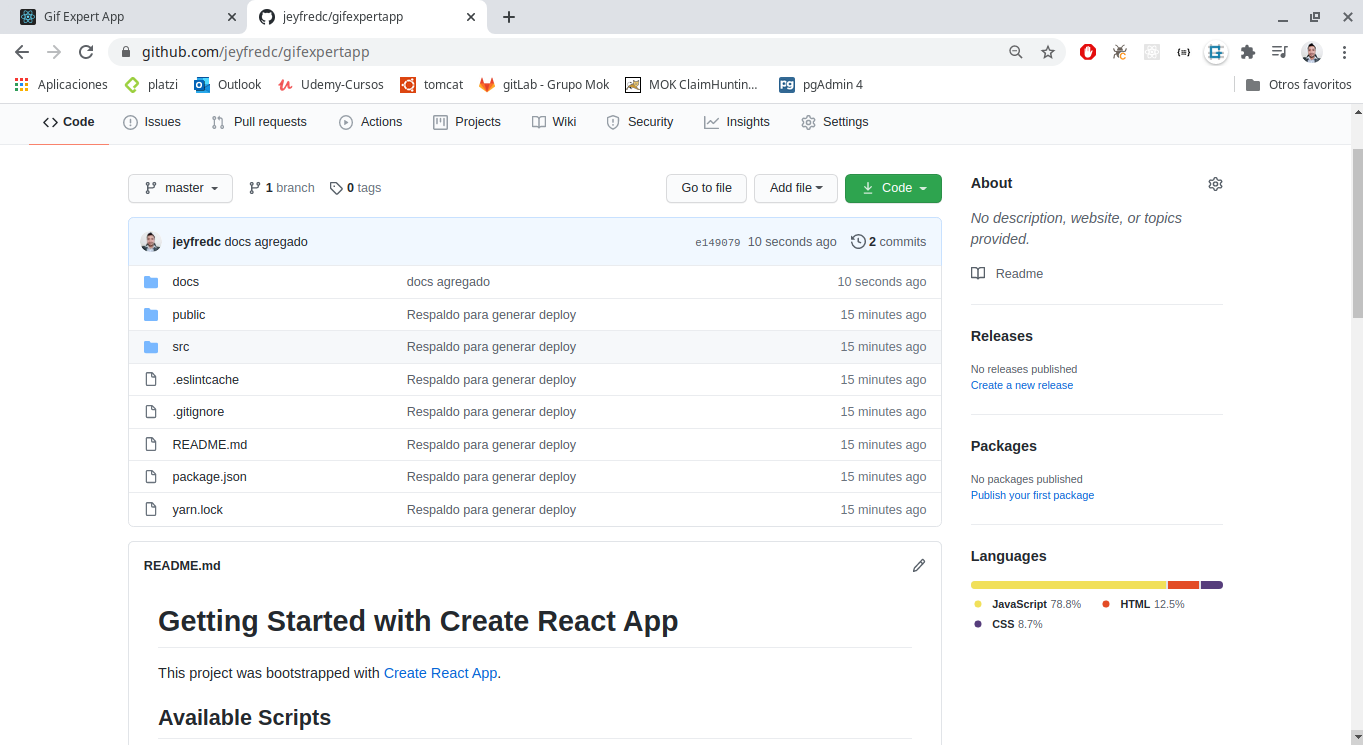 Gif Expert App
jeyfredc/gifexpertapp
github.com/jeyfredc/gifexpertapp
Aplicaciones platzi Outlook Udemy-Cursos tomcat gitLab - Grupo Mok MOK ClaimHuntin... pgAdmin 4 Otros favoritos
Code Issues Pull requests Actions Projects Wiki Security Insights Settings
master 1 branch 0 tags Go to file Add file Code
jeyfredc docs agregado e149079 10 seconds ago 2 commits
docs docs agregado 10 seconds ago
public Respaldo para generar deploy 15 minutes ago
src Respaldo para generar deploy 15 minutes ago
.eslintcache Respaldo para generar deploy 15 minutes ago
.gitignore Respaldo para generar deploy 15 minutes ago
README.md Respaldo para generar deploy 15 minutes ago
package.json Respaldo para generar deploy 15 minutes ago
yarn.lock Respaldo para generar deploy 15 minutes ago
README.md
Getting Started with Create React App
This project was bootstrapped with Create React App.
Available Scripts
About
No description, website, or topics
provided.
Readme
Releases
No releases published
Create a new release
Packages
No packages published
Publish your first package
Languages
JavaScript 78.8% HTML 12.5%
CSS 8.7%